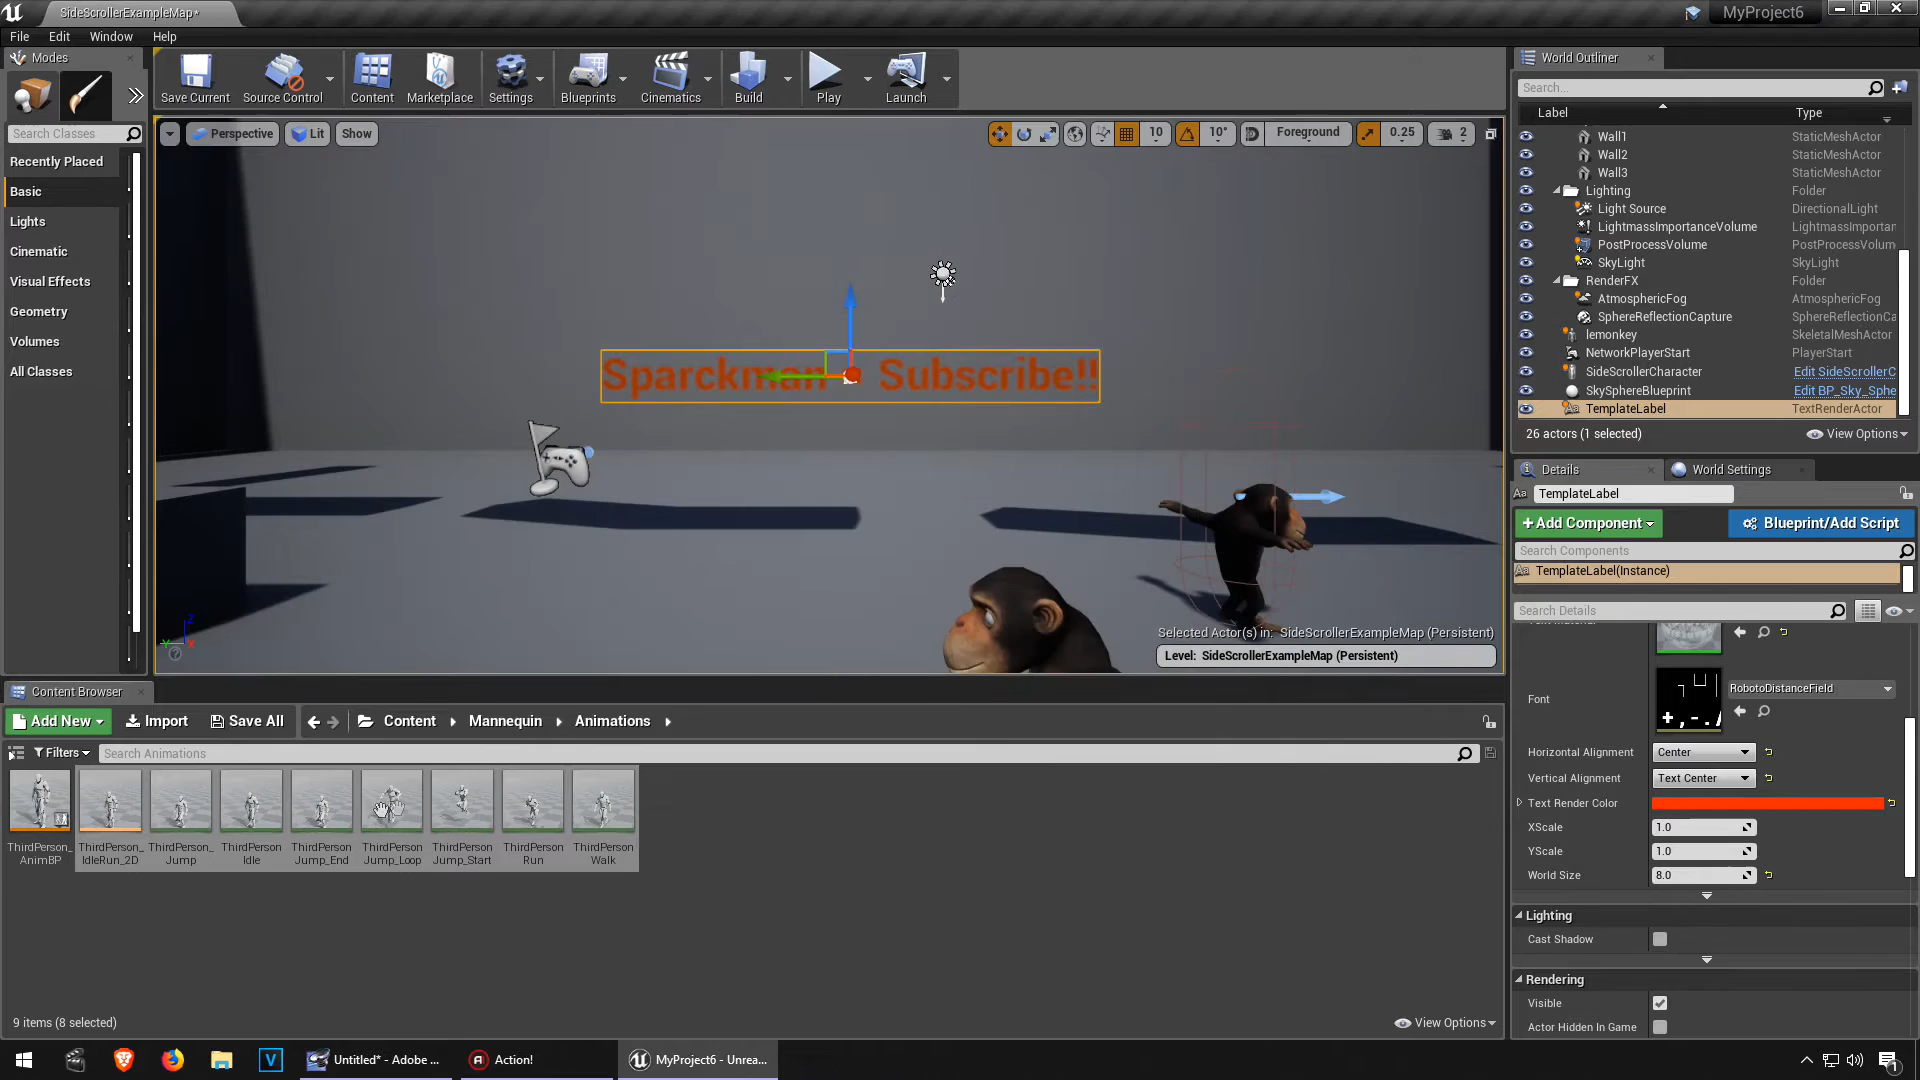 SideScrollerExampleMap*
MyProject6
File Edit Window Help
Modes
Search Classes
Recently Placed
Basic
Lights
Cinematic
Visual Effects
Geometry
Volumes
All Classes
Save Current Source Control Content Marketplace Settings Blueprints Cinematics Build Play Launch
Perspective Lit Show
10 10° Foreground 0.25 2
Sparckman Subscribe!!
Selected Actor(s) in: SideScrollerExampleMap (Persistent)
Level: SideScrollerExampleMap (Persistent)
World Outliner
Search...
Label Type
Wall1 StaticMeshActor
Wall2 StaticMeshActor
Wall3 StaticMeshActor
Lighting Folder
Light Source DirectionalLight
LightmassImportanceVolume LightmassImportan
PostProcessVolume PostProcessVolum
SkyLight SkyLight
RenderFX Folder
AtmosphericFog AtmosphericFog
SphereReflectionCapture SphereReflectionCa
lemonkey SkeletalMeshActor
NetworkPlayerStart PlayerStart
SideScrollerCharacter Edit SideScrollerC
SkySphereBlueprint Edit BP_Sky_Sphe
TemplateLabel TextRenderActor
26 actors (1 selected) View Options
Details World Settings
TemplateLabel
+Add Component Blueprint/Add Script
Search Components
TemplateLabel(Instance)
Search Details
Font RobotoDistanceField
Horizontal Alignment Center
Vertical Alignment Text Center
Text Render Color
XScale 1.0
YScale 1.0
World Size 8.0
Lighting
Cast Shadow
Rendering
Visible
Actor Hidden In Game
Content Browser
Add New Import Save All Content Mannequin Animations
Filters Search Animations
ThirdPerson_AnimBP
ThirdPerson_IdleRun_2D
ThirdPerson_Jump
ThirdPerson Idle
ThirdPerson Jump_End
ThirdPerson Jump_Loop
ThirdPerson Jump_Start
ThirdPerson Run
ThirdPerson Walk
9 items (8 selected) View Options
Untitled* - Adobe ... Action! MyProject6 - Unrea...